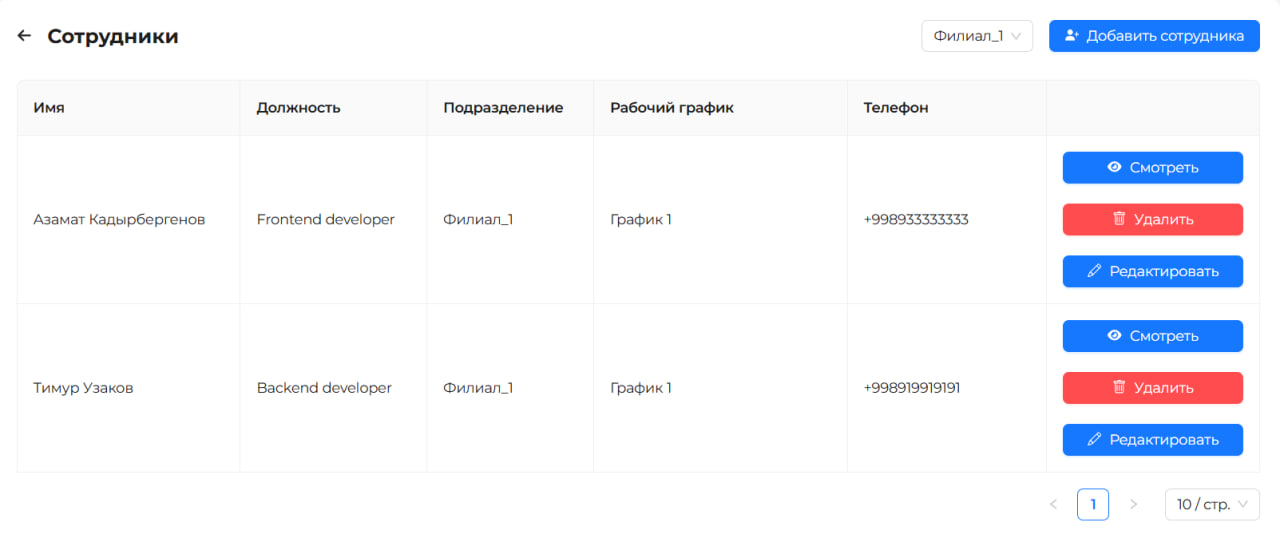 Сотрудники
Филиал_1
Добавить сотрудника
Имя Должность Подразделение Рабочий график Телефон
Смотреть
Азамат Кадырбергенов Frontend developer Филиал_1 График 1 +998933333333 Удалить
Редактировать
Смотреть
Тимур Узаков Backend developer Филиал_1 График 1 +998919919191 Удалить
Редактировать
1 10 / стр.